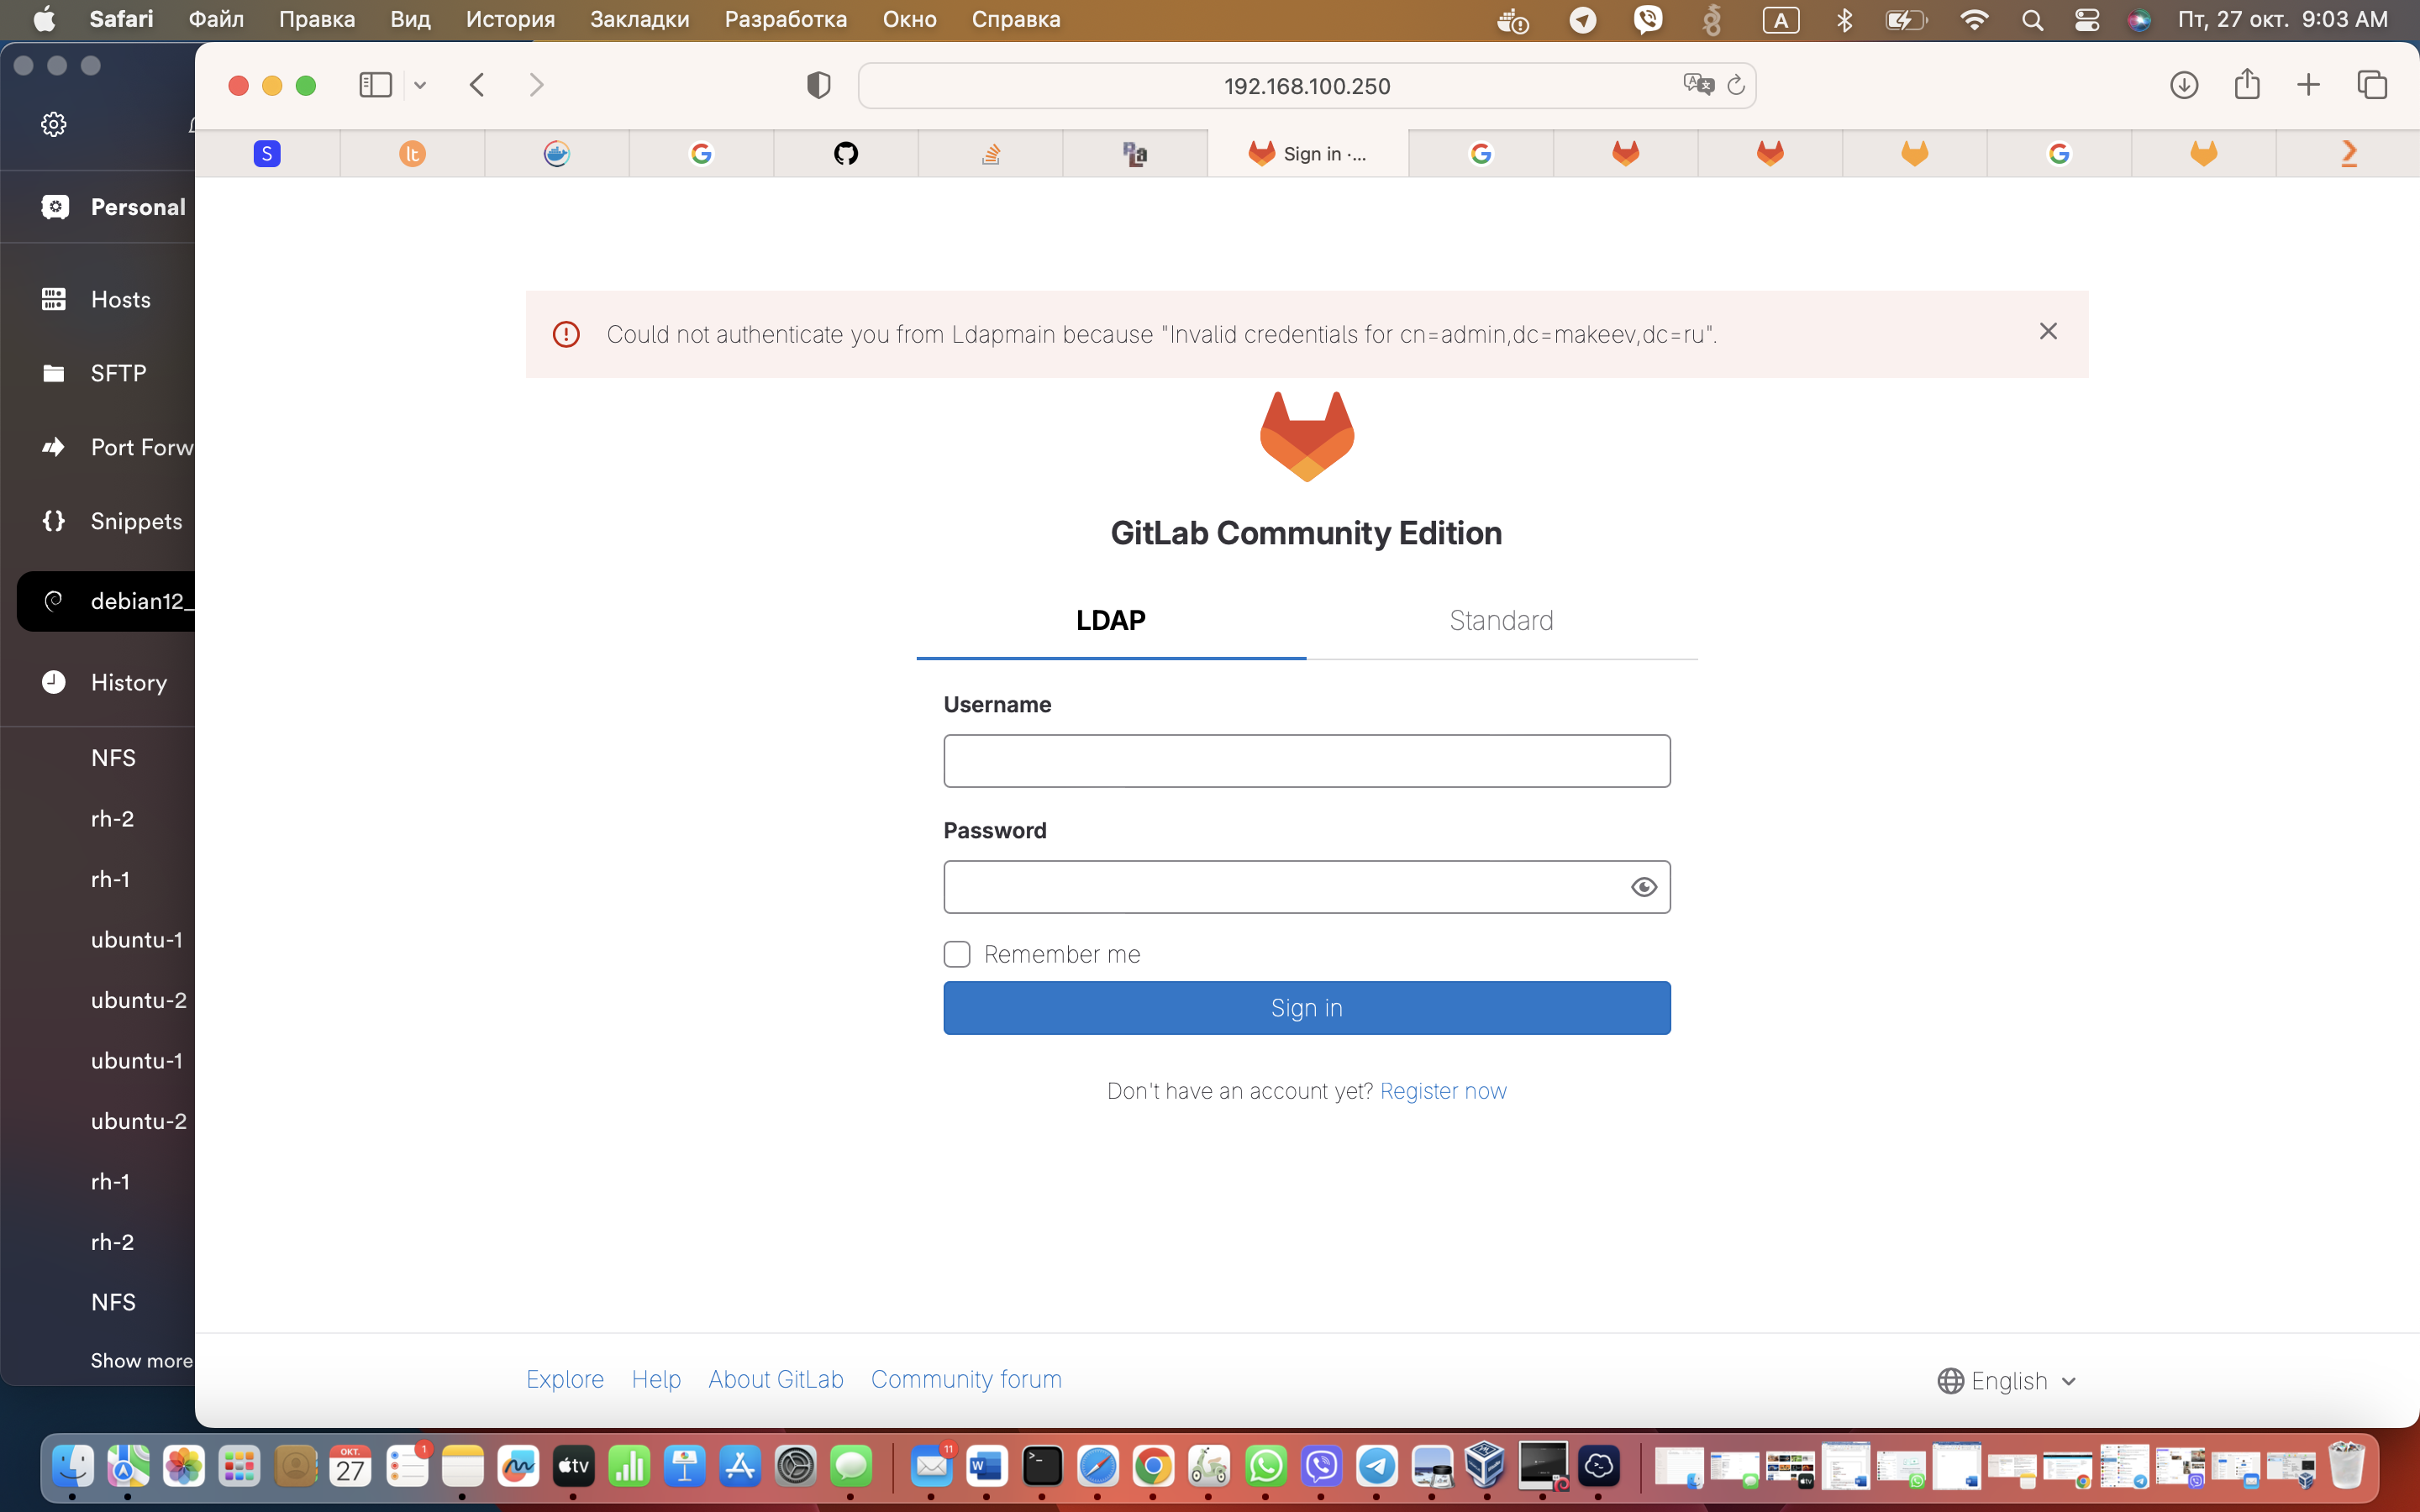 Safari Файл Правка Вид История Закладки Разработка Окно Справка A Пт, 27 окт. 9:03 AM
192.168.100.250
S lt Sign in ·...
Personal
Hosts
SFTP
Port Forw
Snippets
debian12_
History
NFS
rh-2
rh-1
ubuntu-1
ubuntu-2
ubuntu-1
ubuntu-2
rh-1
rh-2
NFS
Show more
Could not authenticate you from Ldapmain because "Invalid credentials for cn=admin,dc=makeev,dc=ru".
GitLab Community Edition
LDAP Standard
Username
Password
Remember me
Sign in
Don't have an account yet? Register now
Explore Help About GitLab Community forum English
ОКТ.
27
1
tv
11
W